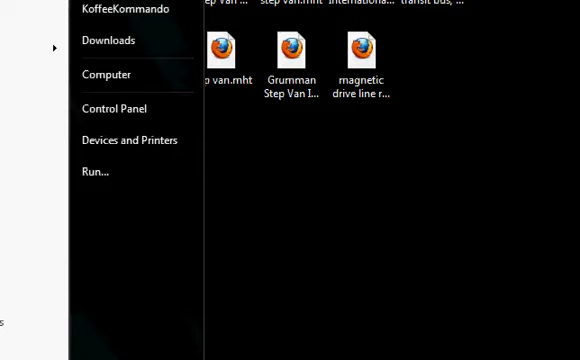 ep Van ... step van.mht Internationa... transit bus, ...
KoffeeKommando
Downloads
Computer
Control Panel
Devices and Printers
Run...
p van.mht
Grumman
Step Van I...
magnetic
drive line r...
s